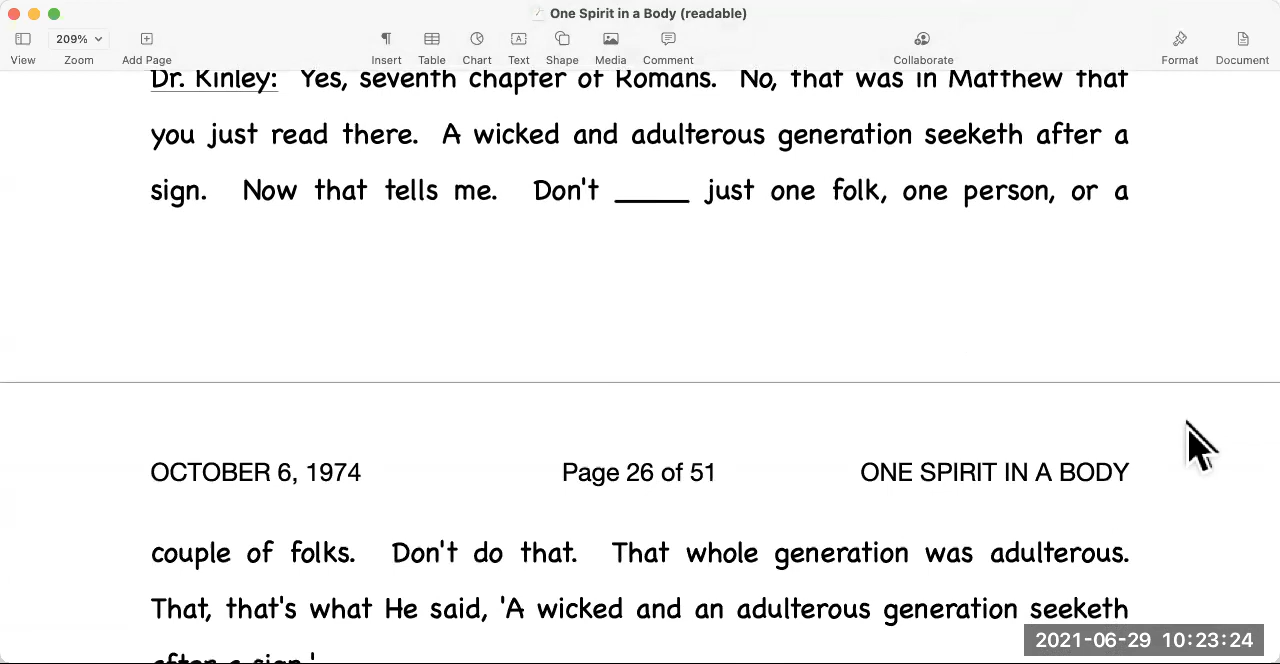 One Spirit in a Body (readable)
209%
View Zoom Add Page Insert Table Chart Text Shape Media Comment Collaborate Format Document
Dr. Kinley: Yes, seventh chapter of Romans. No, that was in Matthew that
you just read there. A wicked and adulterous generation seeketh after a
sign. Now that tells me. Don't _____ just one folk, one person, or a
OCTOBER 6, 1974 Page 26 of 51 ONE SPIRIT IN A BODY
couple of folks. Don't do that. That whole generation was adulterous.
That, that's what He said, 'A wicked and an adulterous generation seeketh
after a sign.'
2021-06-29 10:23:24